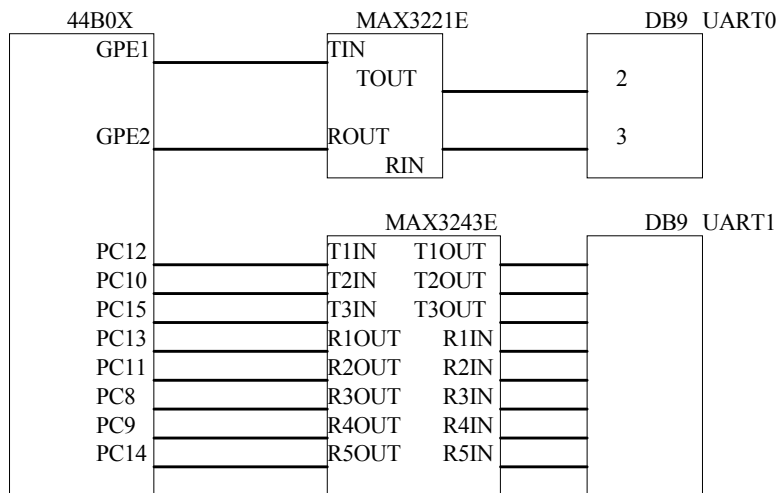 44B0X MAX3221E DB9 UART0
GPE1 TIN
TOUT 2
GPE2 ROUT 3
RIN
MAX3243E DB9 UART1
PC12 T1IN T1OUT
PC10 T2IN T2OUT
PC15 T3IN T3OUT
PC13 R1OUT R1IN
PC11 R2OUT R2IN
PC8 R3OUT R3IN
PC9 R4OUT R4IN
PC14 R5OUT R5IN